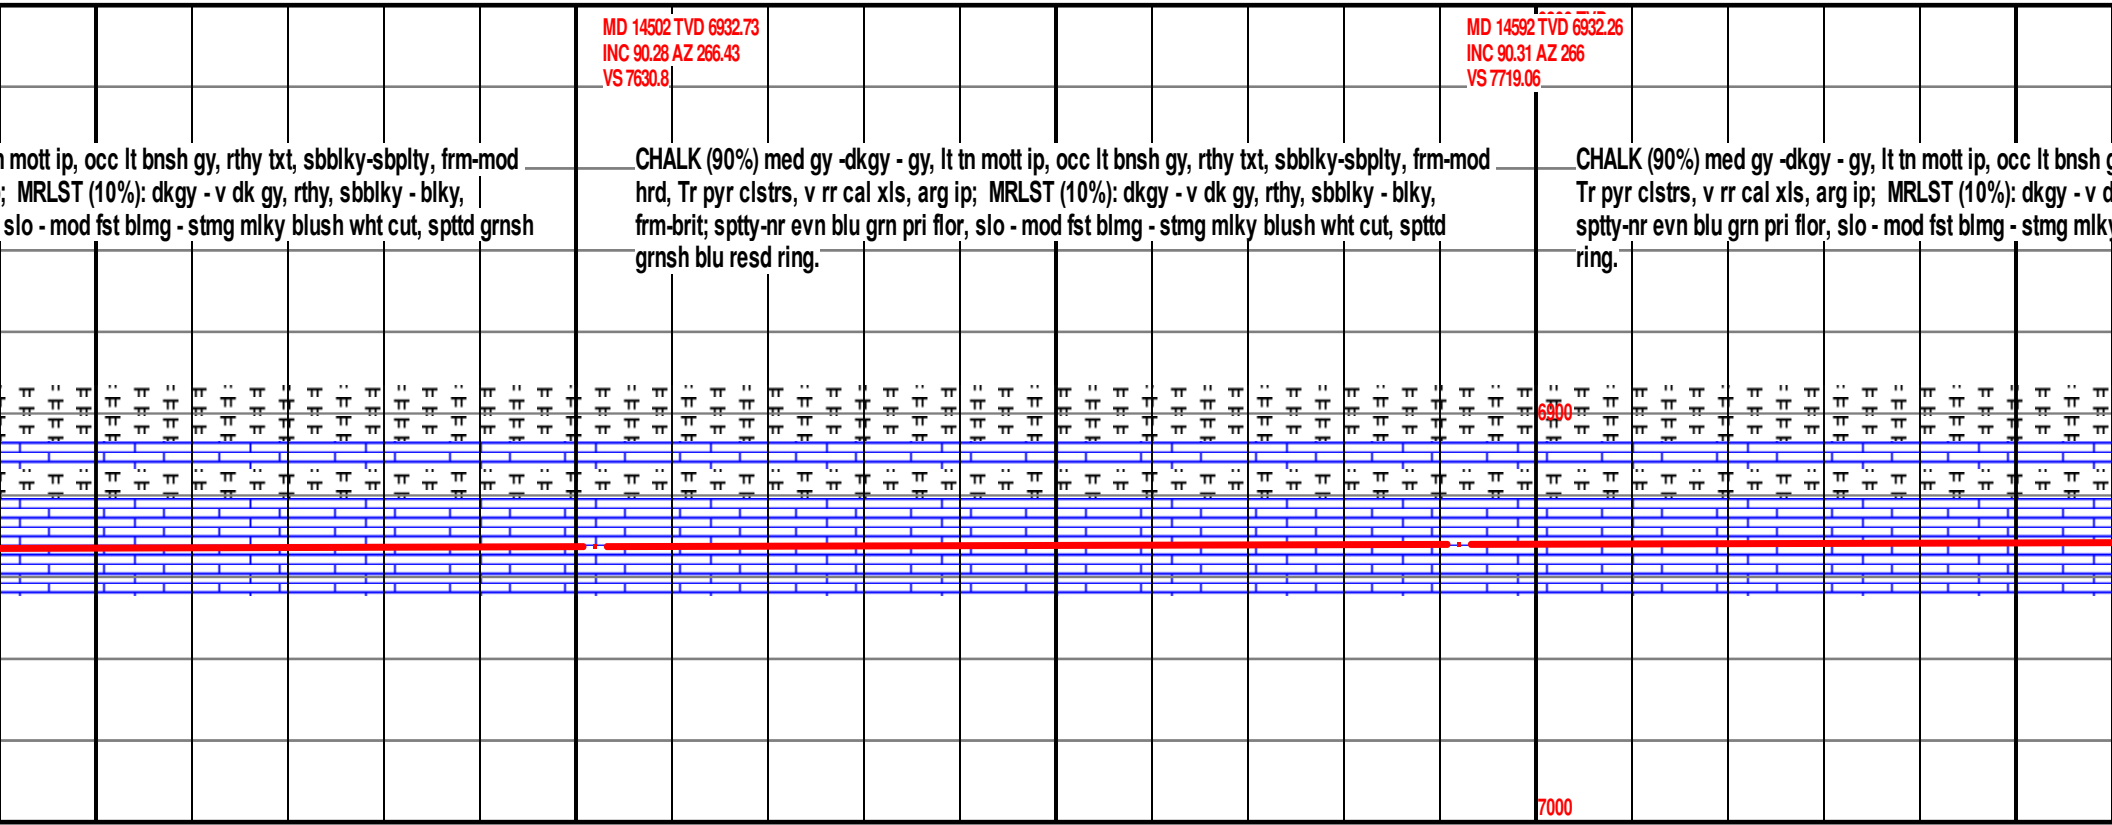 MD 14502 TVD 6932.73
INC 90.28 AZ 266.43
VS 7630.8
MD 14592 TVD 6932.26
INC 90.31 AZ 266
VS 7719.06
mott ip, occ lt bnsh gy, rthy txt, sbblky-sbplty, frm-mod
; MRLST (10%): dkgy - v dk gy, rthy, sbblky - blky,
slo - mod fst blmg - stmg mlky blush wht cut, spttd grnsh
CHALK (90%) med gy -dkgy - gy, lt tn mott ip, occ lt bnsh gy, rthy txt, sbblky-sbplty, frm-mod
hrd, Tr pyr clstrs, v rr cal xls, arg ip; MRLST (10%): dkgy - v dk gy, rthy, sbblky - blky,
frm-brit; sptty-nr evn blu grn pri flor, slo - mod fst blmg - stmg mlky blush wht cut, spttd
grnsh blu resd ring.
CHALK (90%) med gy -dkgy - gy, lt tn mott ip, occ lt bnsh
Tr pyr clstrs, v rr cal xls, arg ip; MRLST (10%): dkgy - v
sptty-nr evn blu grn pri flor, slo - mod fst blmg - stmg mlky
ring.
6900
7000